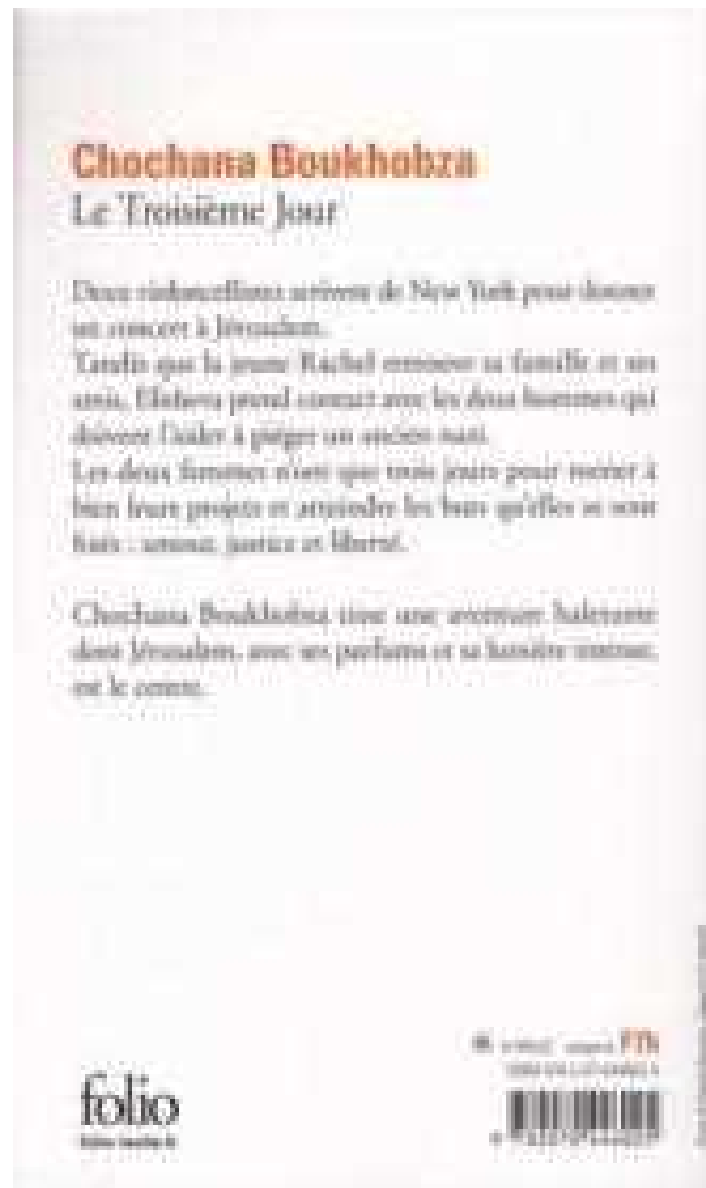 Chochana Boukhobza
Le Troisième Jour
Deux violoncellistes arrivent de New York pour donner
un concert à Jérusalem.
Tandis que la jeune Rachel retrouve sa famille et ses
amis, Elisheva prend contact avec les deux hommes qui
doivent l'aider à piéger un ancien nazi.
Les deux femmes n'ont que trois jours pour mener à
bien leurs projets et atteindre les buts qu'elles se sont
fixés : amour, justice et liberté.
Chochana Boukhobza tisse une aventure haletante
dont Jérusalem, avec ses parfums et sa lumière intense,
est le centre.
folio